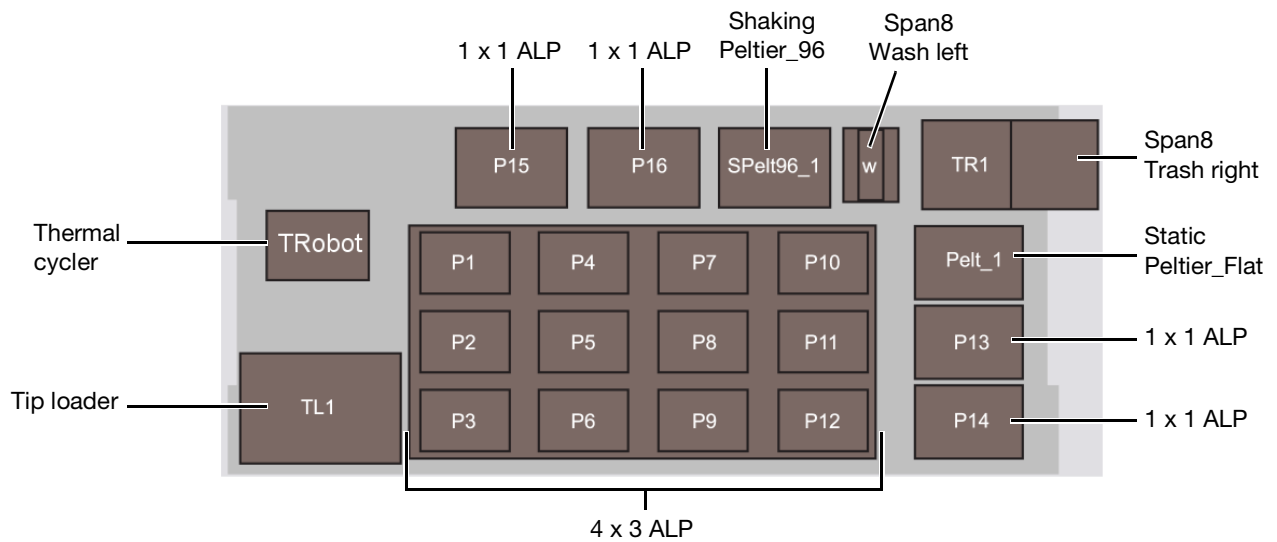 Shaking
Peltier_96
Span8
Wash left
1 x 1 ALP
1 x 1 ALP
P15
P16
SPelt96_1
w
TR1
Span8
Trash right
Thermal
cycler
TRobot
P1
P4
P7
P10
Pelt_1
Static
Peltier_Flat
P2
P5
P8
P11
P13
1 x 1 ALP
Tip loader
TL1
P3
P6
P9
P12
P14
1 x 1 ALP
4 x 3 ALP